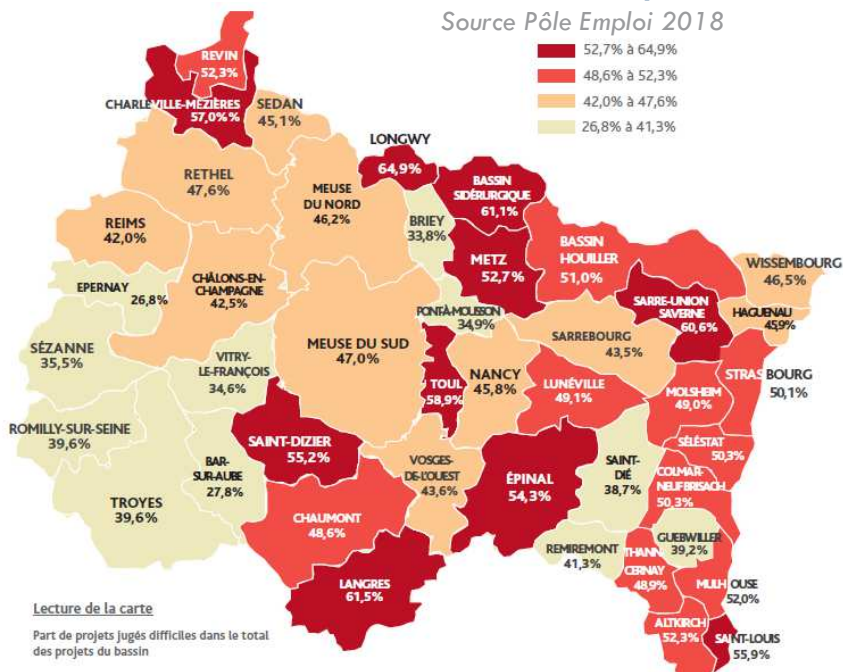 Source Pôle Emploi 2018
52,7% à 64,9%
48,6% à 52,3%
42,0% à 47,6%
26,8% à 41,3%
REVIN
52,3%
CHARLEVILLE-MÉZIÈRES
57,0%%
SEDAN
45,1%
LONGWY
64,9%
RETHEL
47,6%
MEUSE
DU NORD
46,2%
BRIEY
33,8%
BASSIN
SIDÉRURGIQUE
61,1%
METZ
52,7%
BASSIN
HOUILLER
51,0%
WISSEMBOURG
46,5%
REIMS
42,0%
EPERNAY
26,8%
CHÂLONS-EN-
CHAMPAGNE
42,5%
PONT-À-MOUSSON
34,9%
SARRE-UNION
SAVERNE
60,6%
HAGUENAU
45,9%
SÉZANNE
35,5%
VITRY-
LE-FRANÇOIS
34,6%
MEUSE DU SUD
47,0%
TOUL
58,9%
NANCY
45,8%
SARREBOURG
43,5%
LUNÉVILLE
49,1%
MOLSHEIM
49,0%
STRASBOURG
50,1%
ROMILLY-SUR-SEINE
39,6%
BAR-
SUR-AUBE
27,8%
SAINT-DIZIER
55,2%
VOSGES-
DE-L'OUEST
43,6%
ÉPINAL
54,3%
SAINT-
DIÉ
38,7%
SÉLÉSTAT
50,3%
COLMAR-
NEUF BRISACH
50,3%
TROYES
39,6%
CHAUMONT
48,6%
REMIREMONT
41,3%
GUEBWILLER
39,2%
THANN
CERNAY
48,9%
MULHOUSE
52,0%
LANGRES
61,5%
ALTKIRCH
52,3%
SAINT-LOUIS
55,9%
Lecture de la carte
Part de projets jugés difficiles dans le total
des projets du bassin